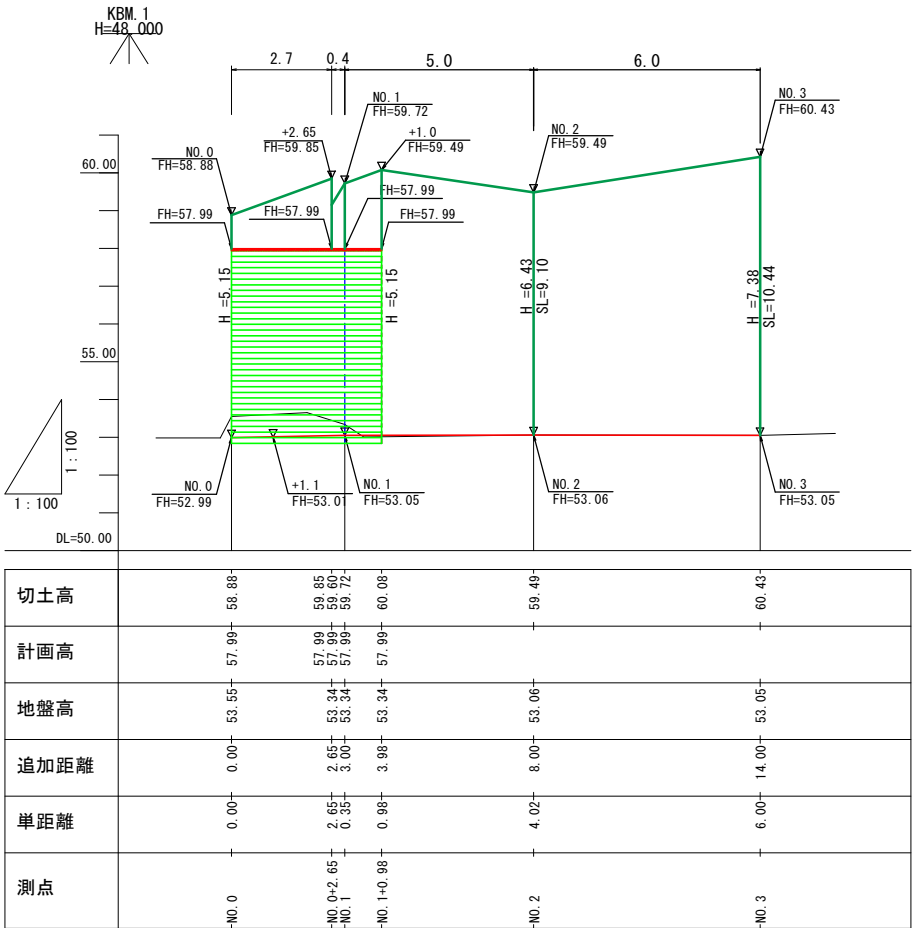 KBM.1
H=48.000
2.7
0.4
5.0
6.0
NO.3
FH=60.43
NO.1
FH=59.72
+2.65
FH=59.85
+1.0
FH=59.49
NO.2
FH=59.49
NO.0
FH=58.88
60.00
FH=57.99
FH=57.99
FH=57.99
FH=57.99
H =5.15
H =5.15
H =6.43
SL=9.10
H =7.38
SL=10.44
55.00
1 : 100
1 : 100
NO.0
FH=52.99
+1.1
FH=53.01
NO.1
FH=53.05
NO.2
FH=53.06
NO.3
FH=53.05
DL=50.00
切土高 58.88 59.85 59.60 59.72 60.08 59.49 60.43
計画高 57.99 57.99 57.99 57.99 57.99
地盤高 53.55 53.34 53.34 53.34 53.06 53.05
追加距離 0.00 2.65 3.00 3.98 8.00 14.00
単距離 0.00 2.65 0.35 0.98 4.02 6.00
測点 NO.0 NO.0+2.65 NO.1 NO.1+0.98 NO.2 NO.3